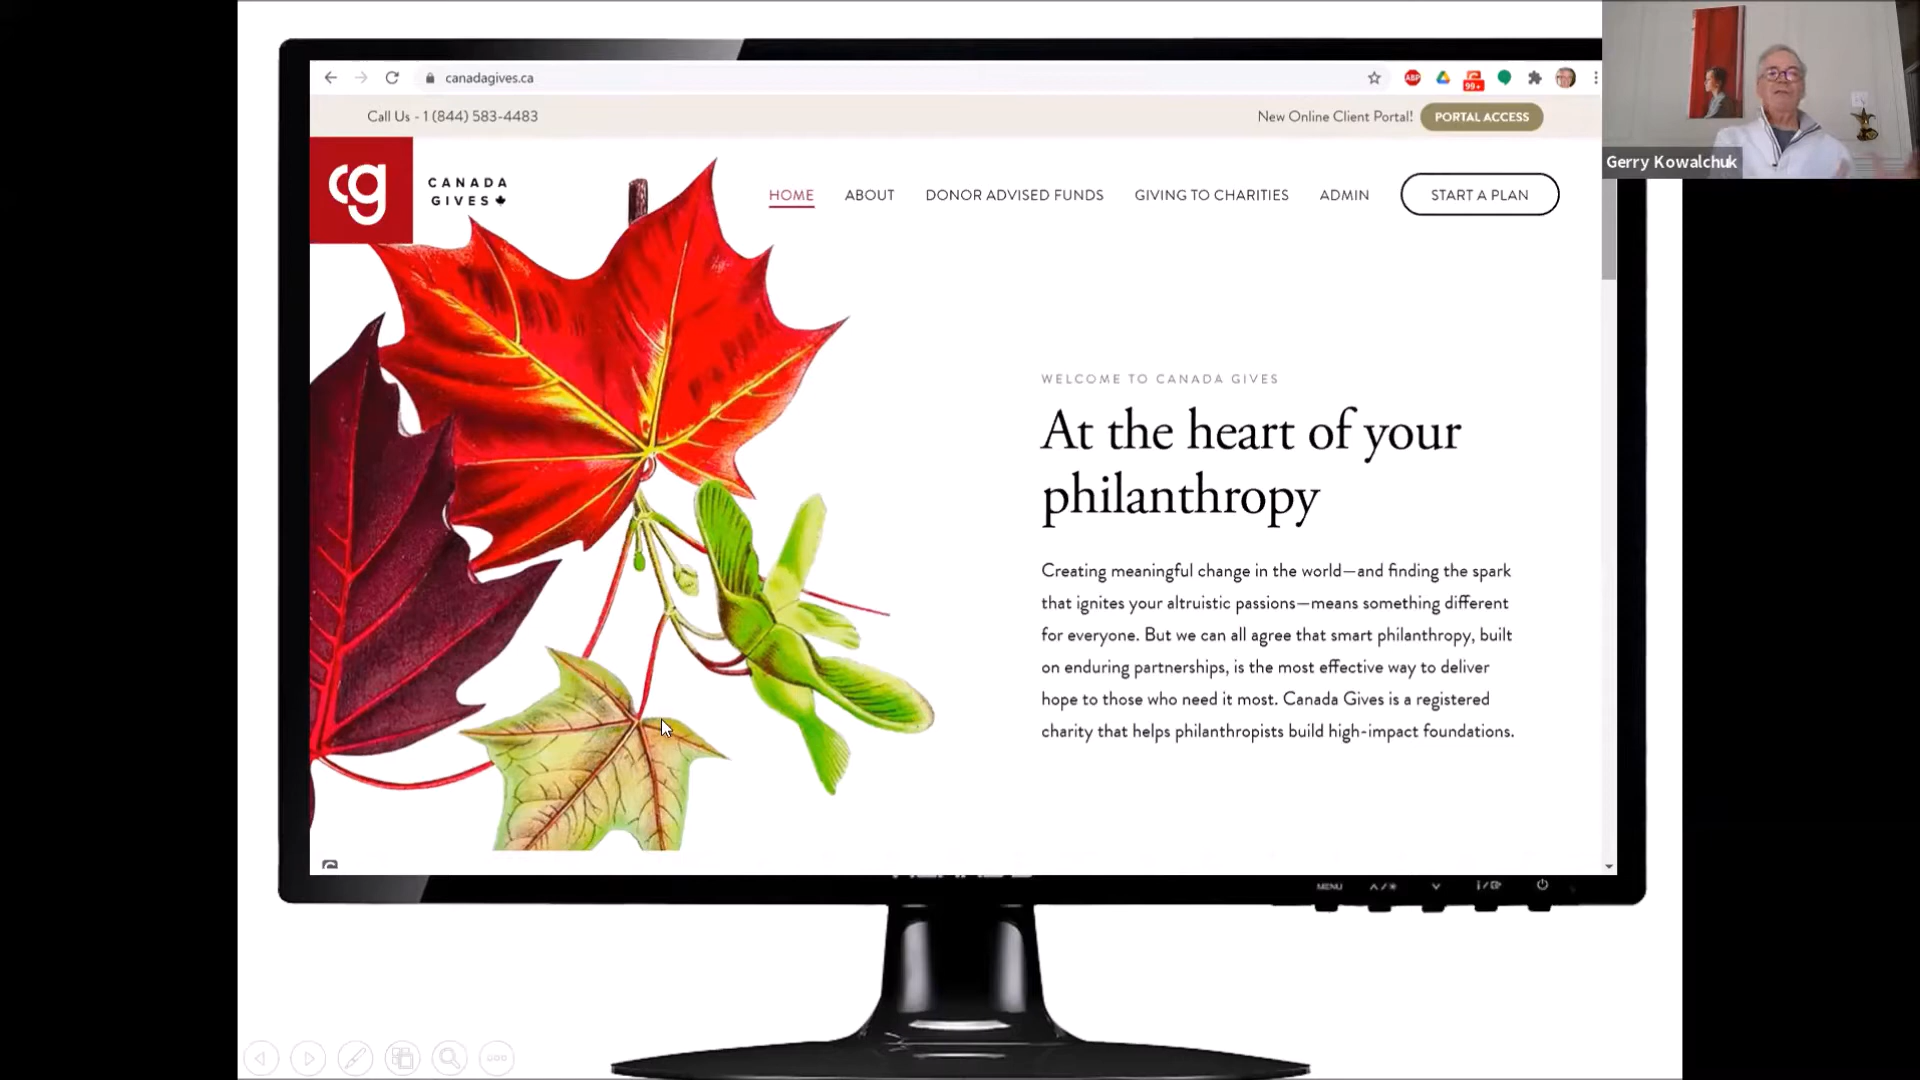 canadagives.ca
ABP
99+
Call Us - 1 (844) 583-4483
New Online Client Portal!
PORTAL ACCESS
cg
CANADA
GIVES
HOME
ABOUT
DONOR ADVISED FUNDS
GIVING TO CHARITIES
ADMIN
START A PLAN
Gerry Kowalchuk
WELCOME TO CANADA GIVES
At the heart of your
philanthropy
Creating meaningful change in the world—and finding the spark
that ignites your altruistic passions—means something different
for everyone. But we can all agree that smart philanthropy, built
on enduring partnerships, is the most effective way to deliver
hope to those who need it most. Canada Gives is a registered
charity that helps philanthropists build high-impact foundations.
MENU